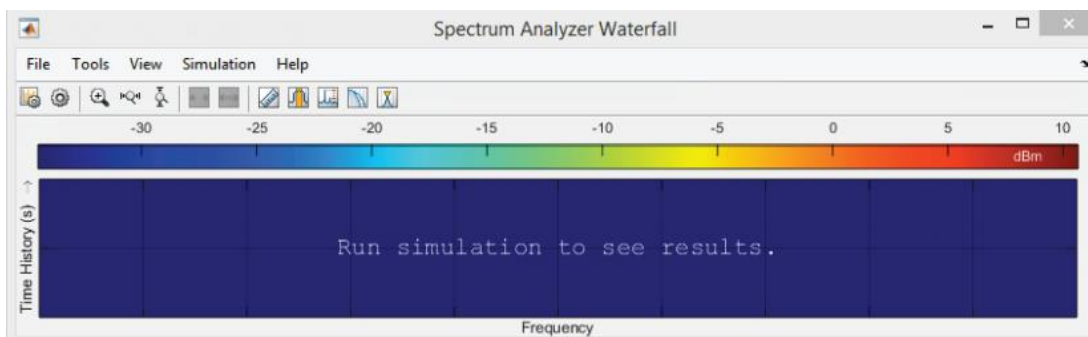 Spectrum Analyzer Waterfall
File Tools View Simulation Help
-30 -25 -20 -15 -10 -5 0 5 10
dBm
Time History (s) →
Run simulation to see results.
Frequency